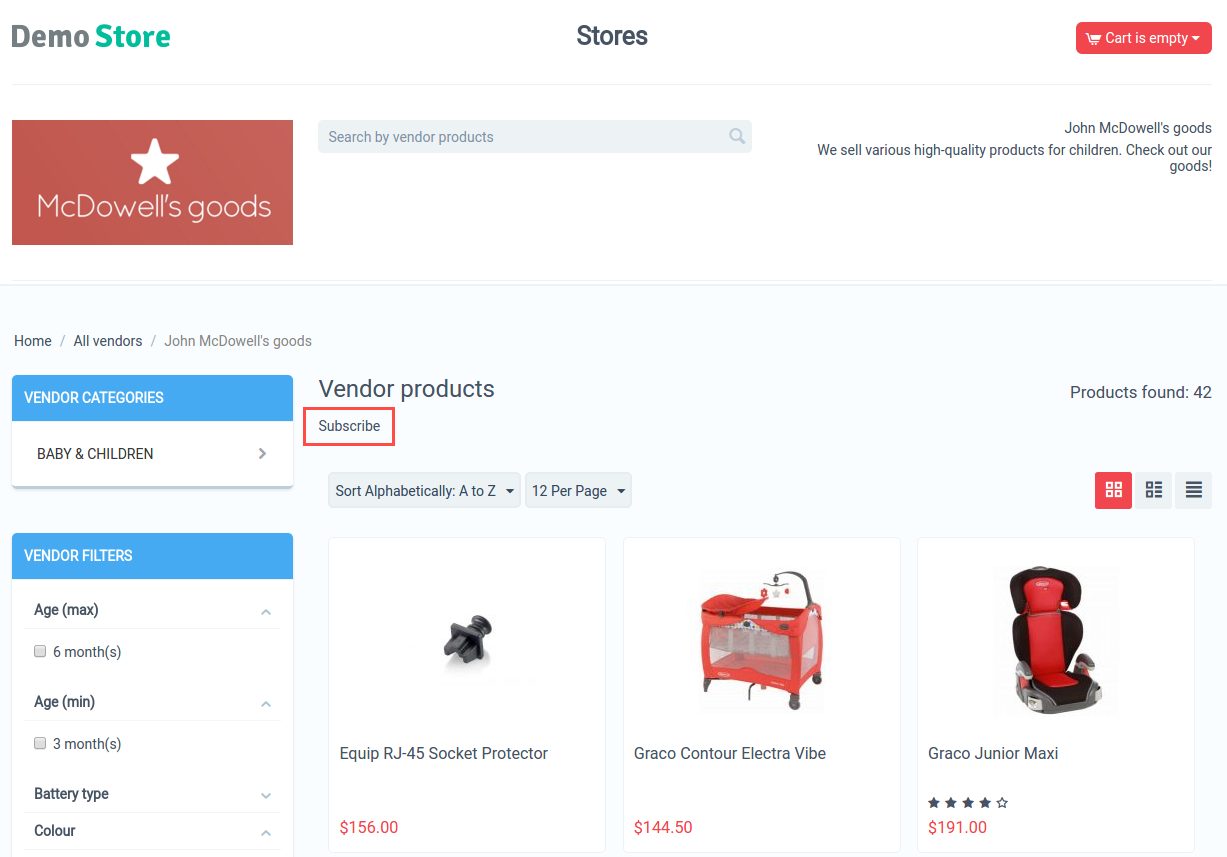 Demo Store
Stores
Cart is empty
McDowell's goods
Search by vendor products
John McDowell's goods
We sell various high-quality products for children. Check out our
goods!
Home / All vendors / John McDowell's goods
VENDOR CATEGORIES
BABY & CHILDREN
VENDOR FILTERS
Age (max)
6 month(s)
Age (min)
3 month(s)
Battery type
Colour
Vendor products
Products found: 42
Subscribe
Sort Alphabetically: A to Z
12 Per Page
Equip RJ-45 Socket Protector
$156.00
Graco Contour Electra Vibe
$144.50
Graco Junior Maxi
$191.00